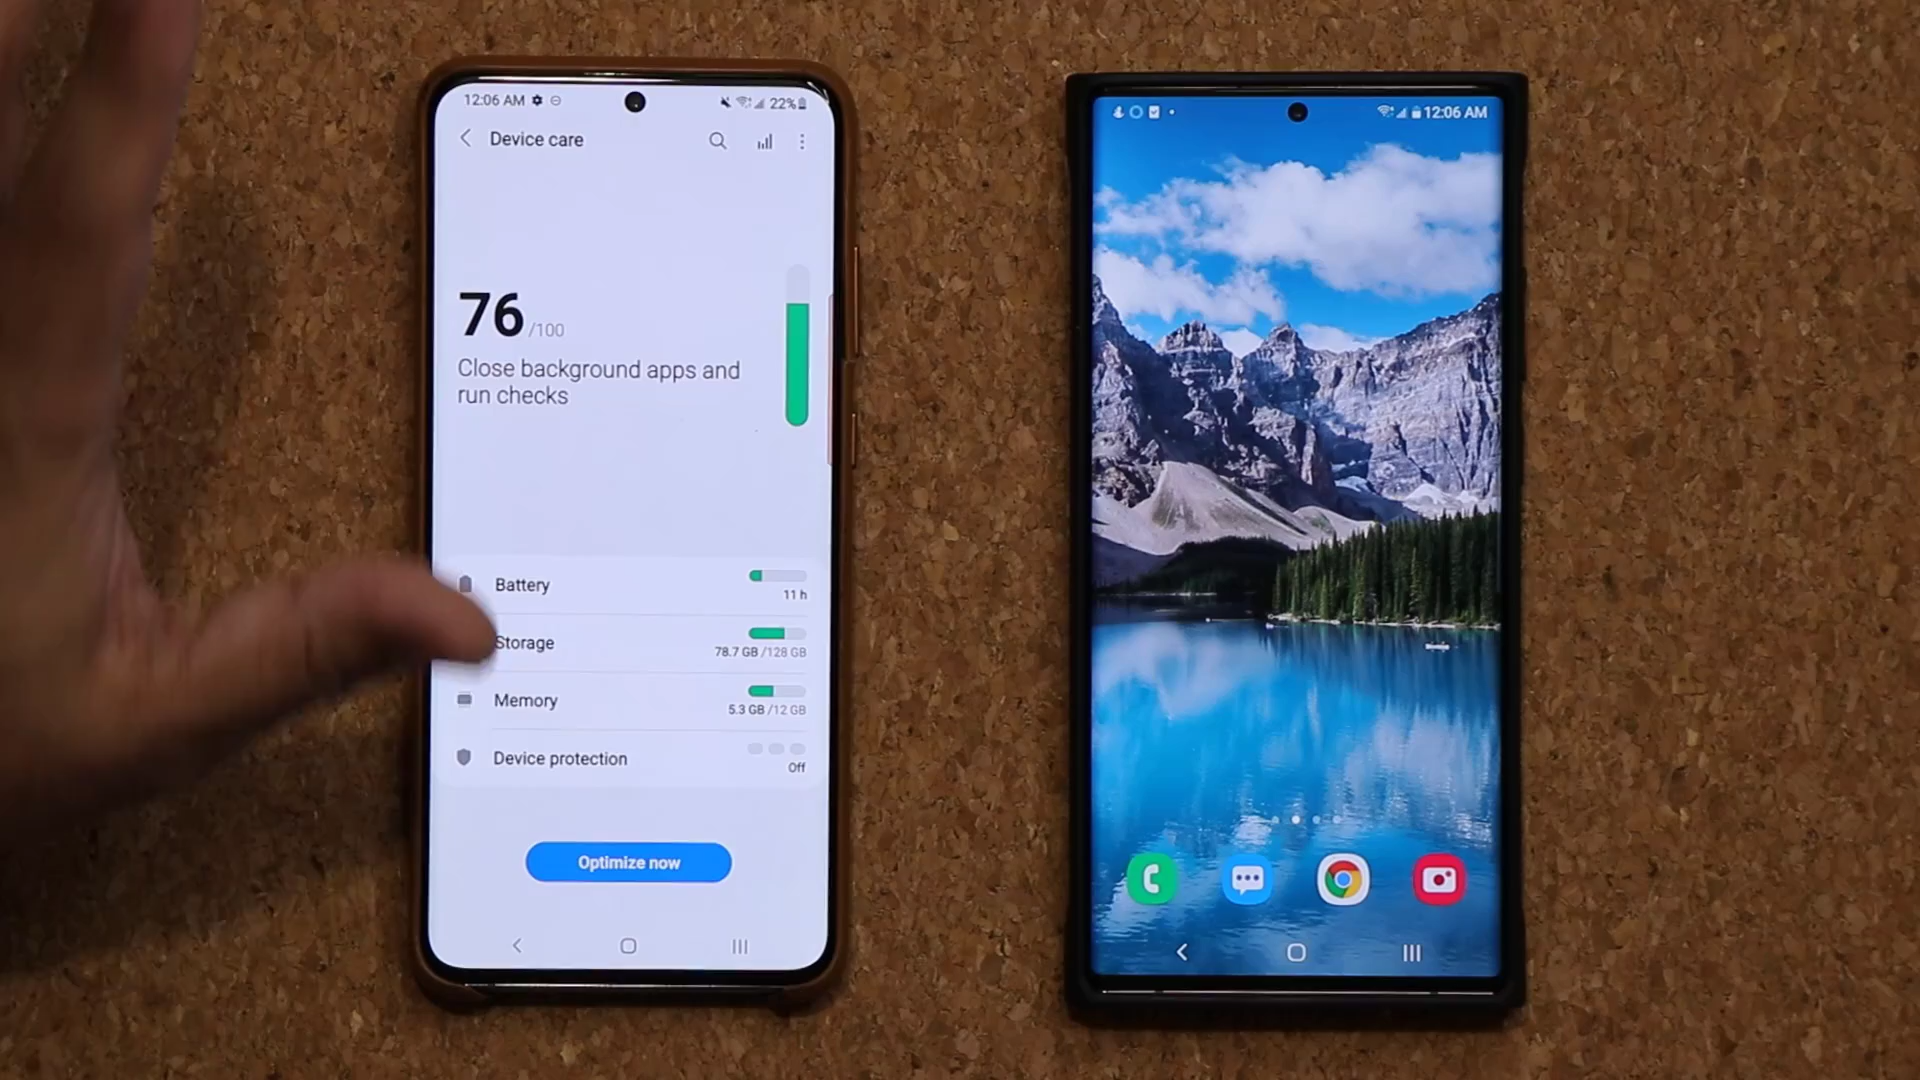 12:06 AM
22%
Device care
76 /100
Close background apps and
run checks
Battery
11 h
Storage
78.7 GB /128 GB
Memory
5.3 GB /12 GB
Device protection
Off
Optimize now
12:06 AM